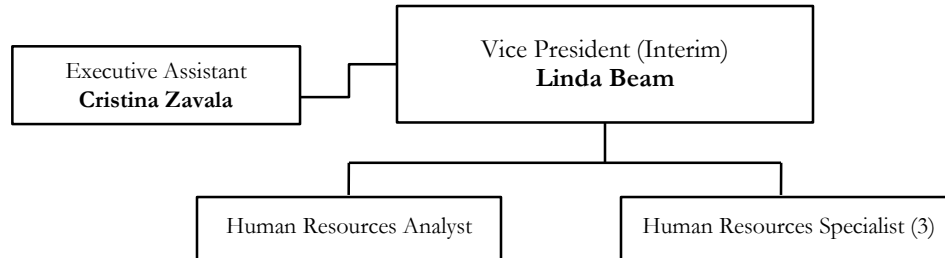 Vice President (Interim)
Linda Beam
Executive Assistant
Cristina Zavala
Human Resources Analyst
Human Resources Specialist (3)